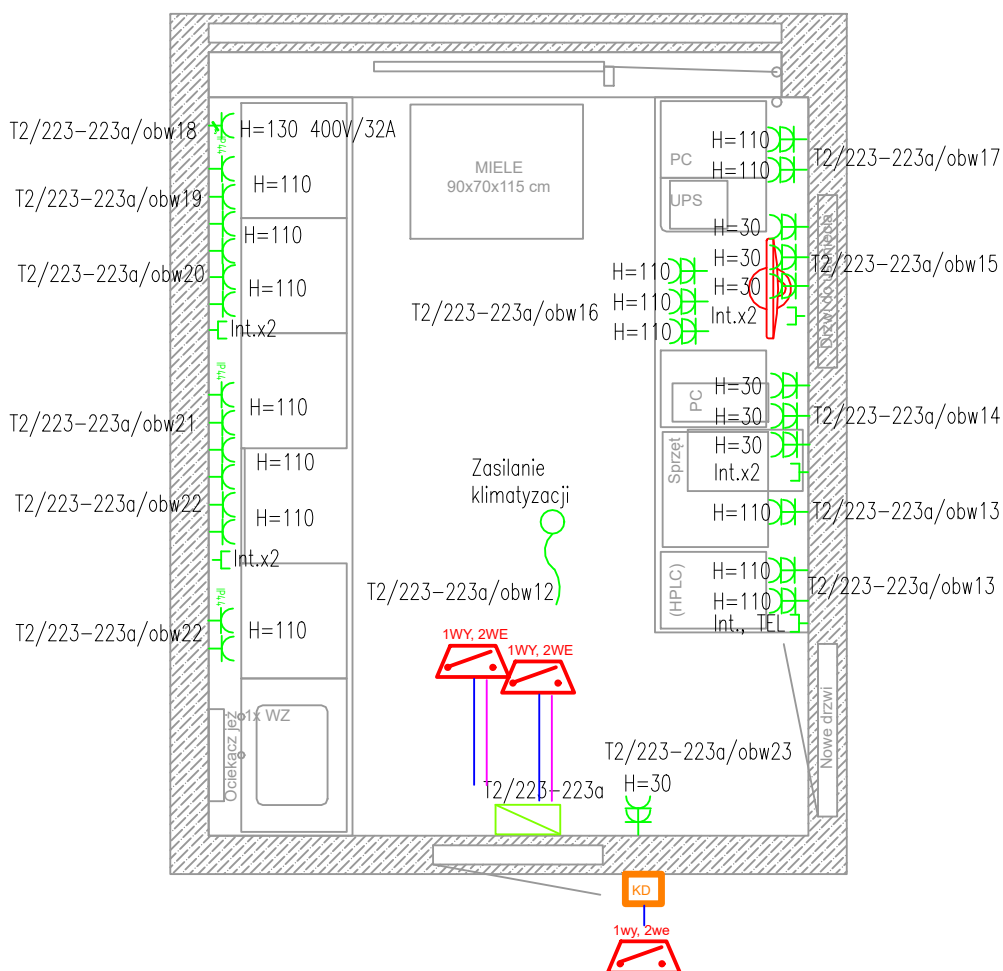 T2/223-223a/obw18
H=130 400V/32A
IP44
H=110
T2/223-223a/obw19
H=110
T2/223-223a/obw20
H=110
Int.x2
IP44
H=110
T2/223-223a/obw21
H=110
T2/223-223a/obw22
H=110
Int.x2
IP44
T2/223-223a/obw22
H=110
1x WZ
Ociekacz jeż
MIELE
90x70x115 cm
T2/223-223a/obw16
H=110
H=110
H=110
Zasilanie
klimatyzacji
T2/223-223a/obw12
1WY, 2WE
1WY, 2WE
T2/223-223a
T2/223-223a/obw23
H=30
KD
1wy, 2we
PC
UPS
H=110
H=110
T2/223-223a/obw17
H=30
H=30
H=30
T2/223-223a/obw15
Int.x2
PC
H=30
H=30
T2/223-223a/obw14
H=30
Sprzęt
Int.x2
H=110
T2/223-223a/obw13
(HPLC)
H=110
T2/223-223a/obw13
H=110
Int., TEL
Nowe drzwi